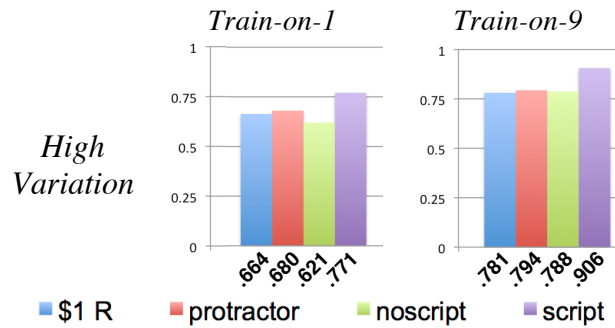 Train-on-1
Train-on-9
High
Variation
1
0.75
0.5
0.25
0
.664
.680
.621
.771
1
0.75
0.5
0.25
0
.781
.794
.788
.906
$1 R
protractor
noscript
script